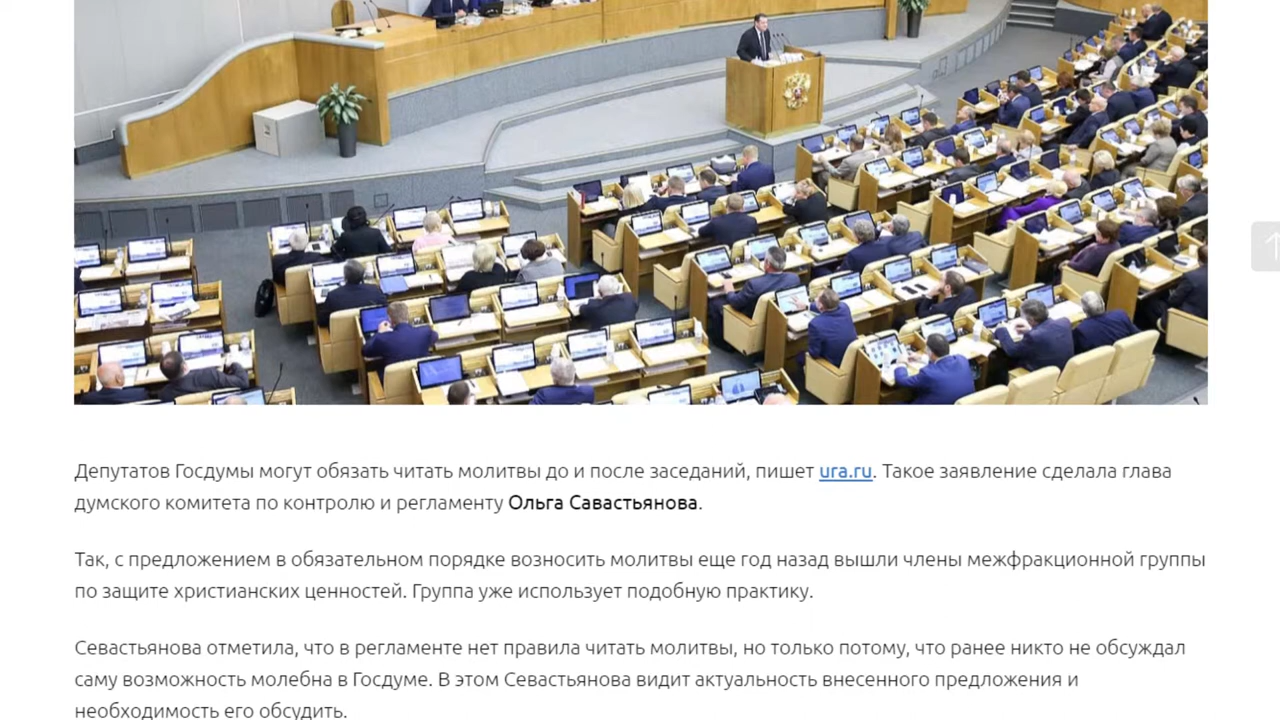 Депутатов Госдумы могут обязать читать молитвы до и после заседаний, пишет ura.ru. Такое заявление сделала глава
думского комитета по контролю и регламенту Ольга Савастьянова.
Так, с предложением в обязательном порядке возносить молитвы еще год назад вышли члены межфракционной группы
по защите христианских ценностей. Группа уже использует подобную практику.
Севастьянова отметила, что в регламенте нет правила читать молитвы, но только потому, что ранее никто не обсуждал
саму возможность молебна в Госдуме. В этом Севастьянова видит актуальность внесенного предложения и
необходимость его обсудить.